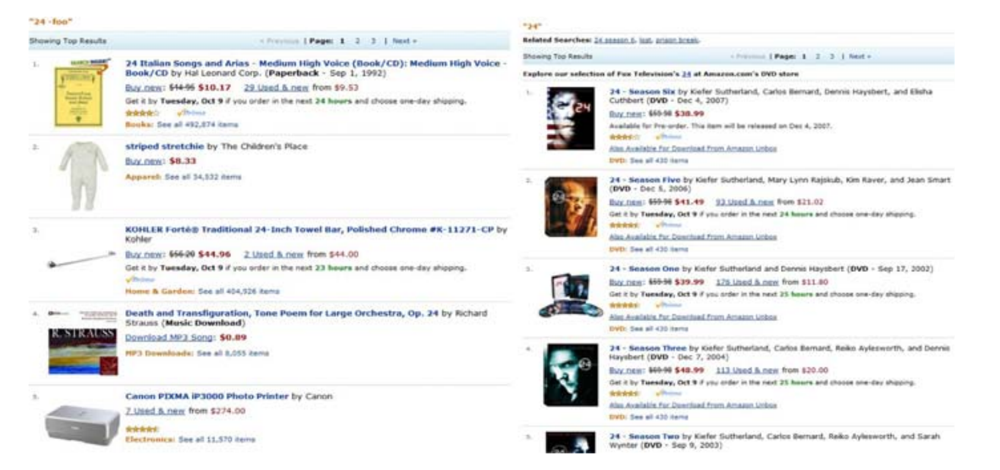 "24 -foo"
Showing Top Results
« Previous | Page: 1 2 3 | Next »
1.
24 Italian Songs and Arias - Medium High Voice (Book/CD): Medium High Voice -
Book/CD by Hal Leonard Corp. (Paperback - Sep 1, 1992)
Buy new: $14.95 $10.17 29 Used & new from $9.53
Get it by Tuesday, Oct 9 if you order in the next 24 hours and choose one-day shipping.
Prime
Books: See all 492,874 items
2.
striped stretchie by The Children's Place
Buy new: $8.33
Apparel: See all 34,532 items
3.
KOHLER Forté® Traditional 24-Inch Towel Bar, Polished Chrome #K-11271-CP by
Kohler
Buy new: $56.20 $44.96 2 Used & new from $44.00
Get it by Tuesday, Oct 9 if you order in the next 23 hours and choose one-day shipping.
Prime
Home & Garden: See all 404,926 items
4.
R. STRAUSS
Death and Transfiguration, Tone Poem for Large Orchestra, Op. 24 by Richard
Strauss (Music Download)
Download MP3 Song: $0.89
MP3 Downloads: See all 8,055 items
5.
Canon PIXMA iP3000 Photo Printer by Canon
7 Used & new from $274.00
Electronics: See all 11,570 items
"24"
Related Searches: 24 season 6, lost, prison break.
Showing Top Results
« Previous | Page: 1 2 3 | Next »
Explore our selection of Fox Television's 24 at Amazon.com's DVD store
1.
24
24 - Season Six by Kiefer Sutherland, Carlos Bernard, Dennis Haysbert, and Elisha
Cuthbert (DVD - Dec 4, 2007)
Buy new: $59.98 $38.99
Available for Pre-order. This item will be released on Dec 4, 2007.
Prime
Also Available For Download From Amazon Unbox
DVD: See all 430 items
2.
24
24 - Season Five by Kiefer Sutherland, Mary Lynn Rajskub, Kim Raver, and Jean Smart
(DVD - Dec 5, 2006)
Buy new: $59.98 $41.49 93 Used & new from $21.02
Get it by Tuesday, Oct 9 if you order in the next 24 hours and choose one-day shipping.
Prime
Also Available For Download From Amazon Unbox
DVD: See all 430 items
3.
24 - Season One by Kiefer Sutherland and Dennis Haysbert (DVD - Sep 17, 2002)
Buy new: $59.98 $39.99 176 Used & new from $11.80
Get it by Tuesday, Oct 9 if you order in the next 25 hours and choose one-day shipping.
Prime
Also Available For Download From Amazon Unbox
DVD: See all 430 items
4.
24
24 - Season Three by Kiefer Sutherland, Carlos Bernard, Reiko Aylesworth, and Dennis
Haysbert (DVD - Dec 7, 2004)
Buy new: $69.98 $48.99 113 Used & new from $20.00
Get it by Tuesday, Oct 9 if you order in the next 25 hours and choose one-day shipping.
Prime
Also Available For Download From Amazon Unbox
DVD: See all 430 items
5.
24
24 - Season Two by Kiefer Sutherland, Carlos Bernard, Reiko Aylesworth, and Sarah
Wynter (DVD - Sep 9, 2003)